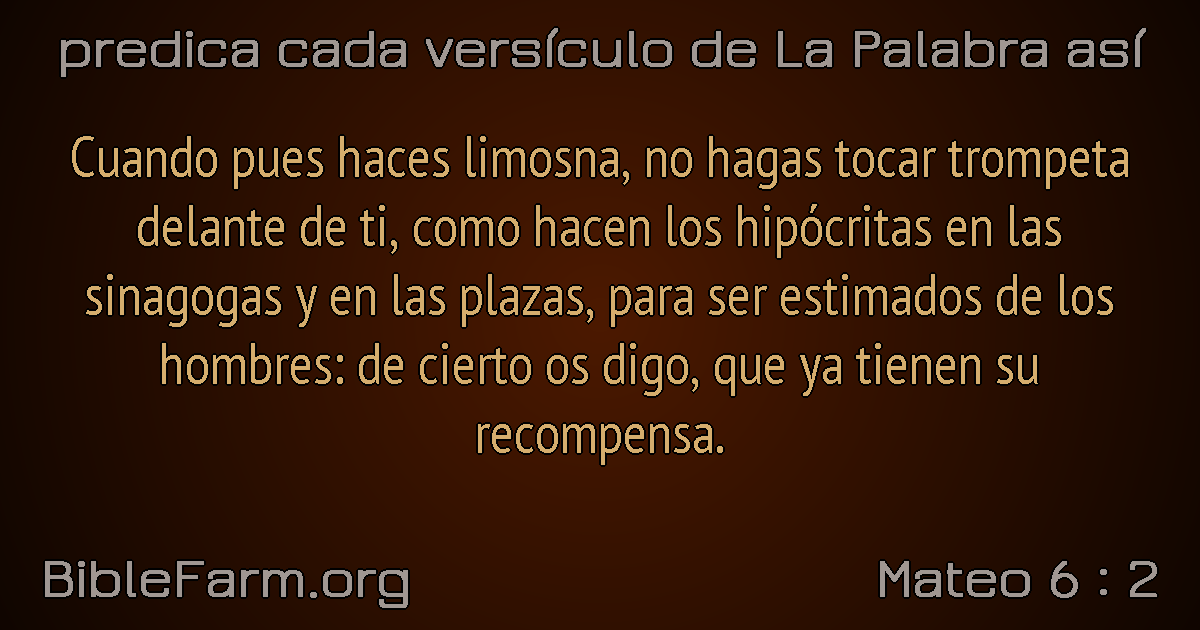 predica cada versículo de La Palabra así
Cuando pues haces limosna, no hagas tocar trompeta
delante de ti, como hacen los hipócritas en las
sinagogas y en las plazas, para ser estimados de los
hombres: de cierto os digo, que ya tienen su
recompensa.
BibleFarm.org
Mateo 6 : 2